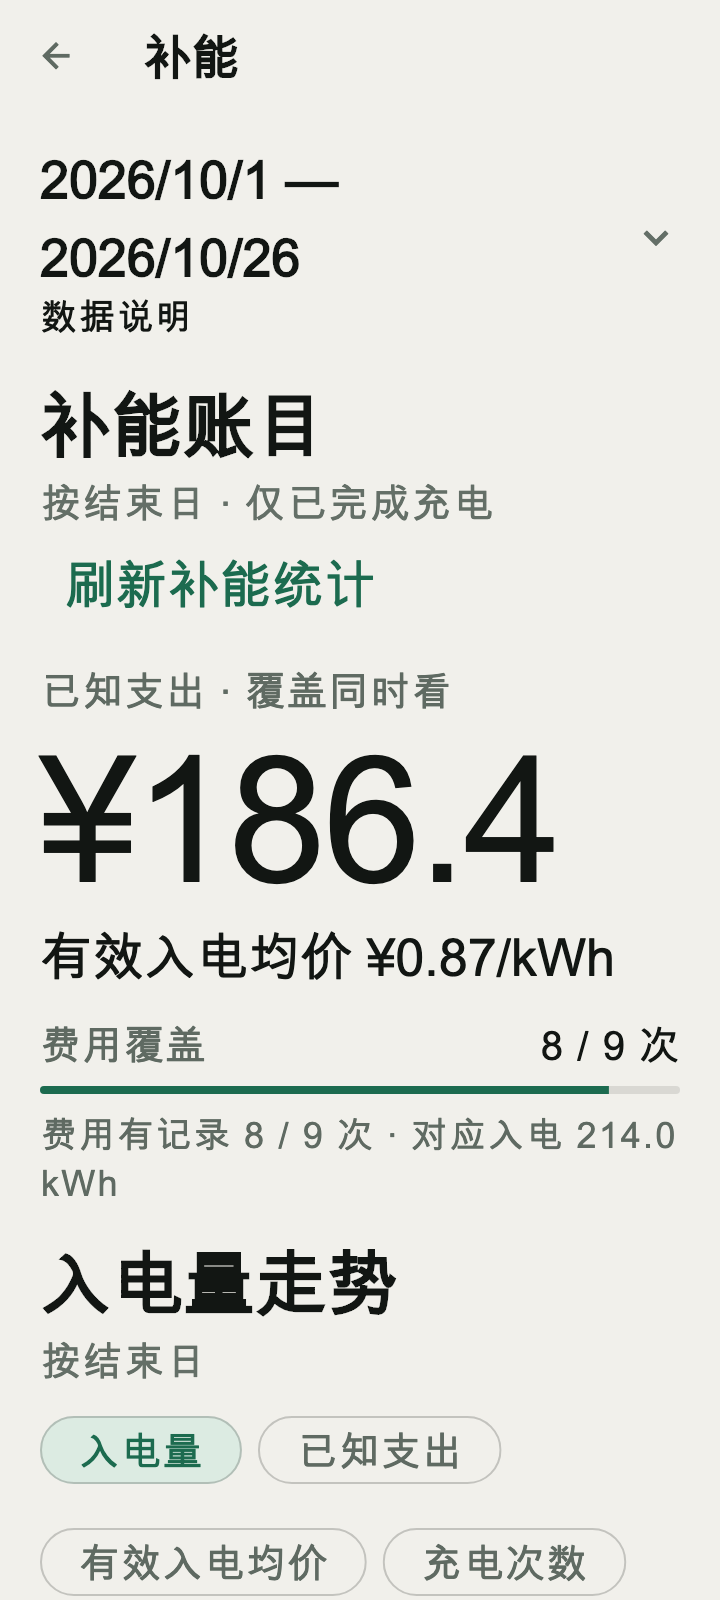 补能
2026/10/1 —
2026/10/26
数据说明
补能账目
按结束日 · 仅已完成充电
刷新补能统计
已知支出 · 覆盖同时看
¥186.4
有效入电均价 ¥0.87/kWh
费用覆盖 8 / 9 次
费用有记录 8 / 9 次 · 对应入电 214.0
kWh
入电量走势
按结束日
入电量 已知支出
有效入电均价 充电次数